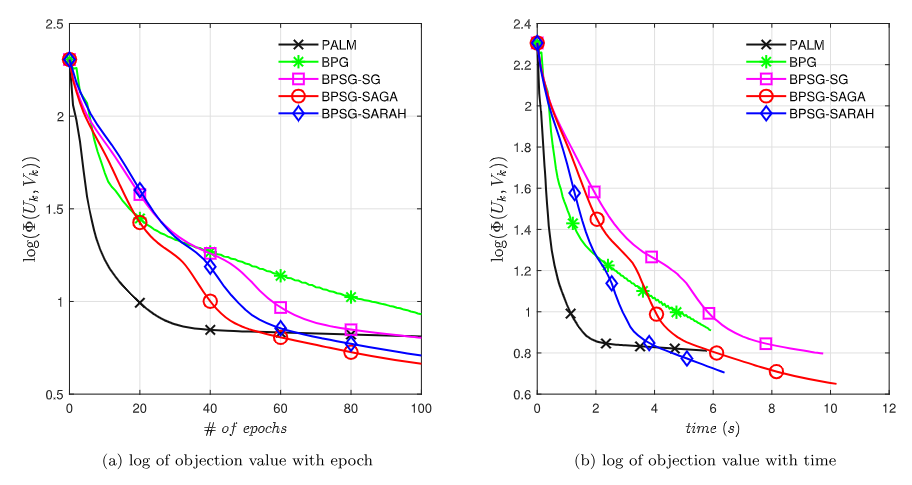 2.5
2
1.5
1
0.5
0
20
40
60
80
100
log(Φ(U_k, V_k))
# of epochs
PALM
BPG
BPSG-SG
BPSG-SAGA
BPSG-SARAH
(a) log of objection value with epoch
2.4
2.2
2
1.8
1.6
1.4
1.2
1
0.8
0.6
0
2
4
6
8
10
12
log(Φ(U_k, V_k))
time (s)
PALM
BPG
BPSG-SG
BPSG-SAGA
BPSG-SARAH
(b) log of objection value with time